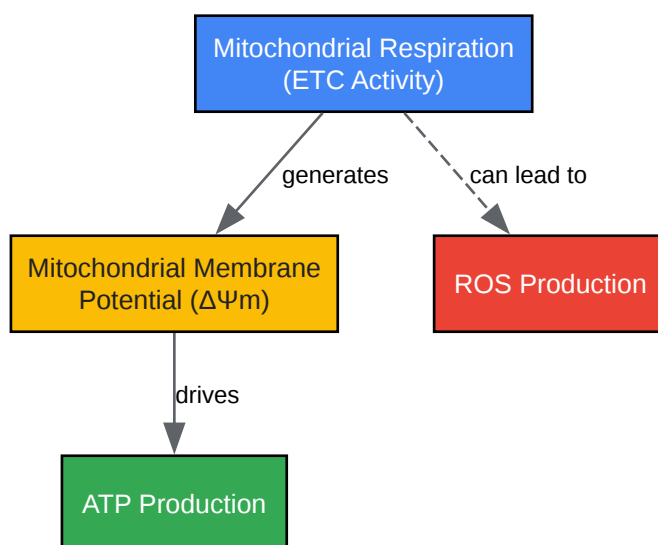 Mitochondrial Respiration
(ETC Activity)
generates
can lead to
Mitochondrial Membrane
Potential (ΔΨm)
ROS Production
drives
ATP Production